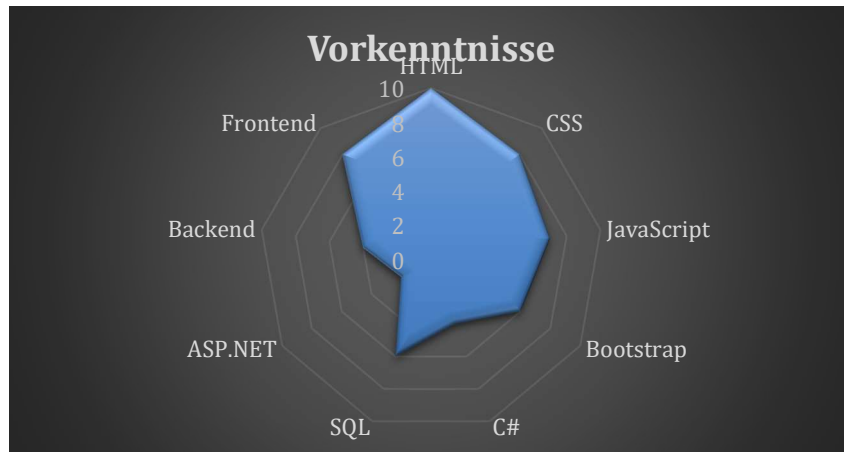 Vorkenntnisse
HTML
10
Frontend
8
CSS
6
4
Backend
2
JavaScript
0
ASP.NET
Bootstrap
SQL
C#